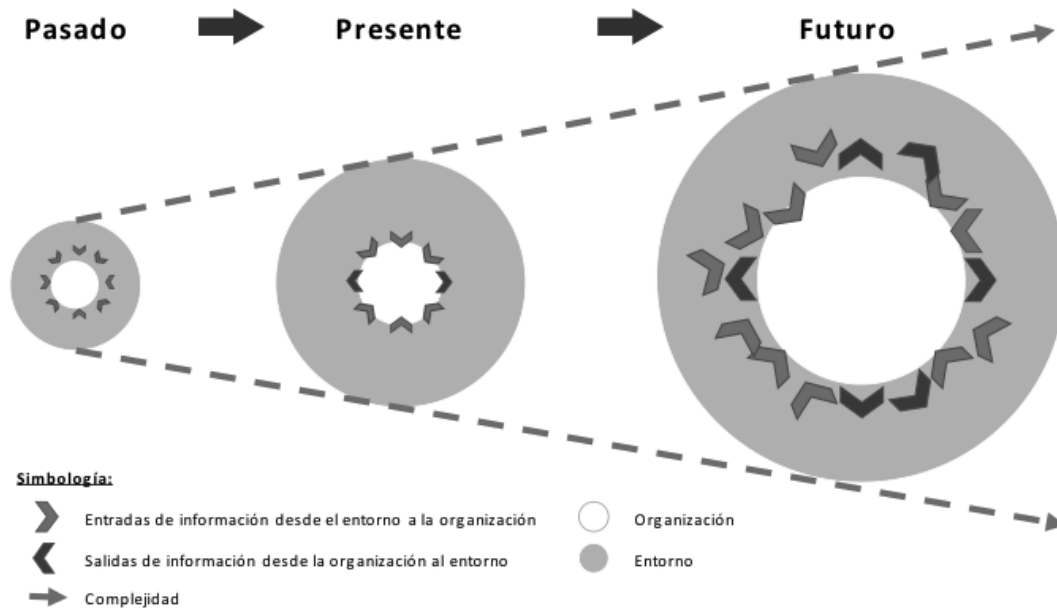 Pasado
Presente
Futuro
Simbología:
Entradas de información desde el entorno a la organización
Organización
Salidas de información desde la organización al entorno
Entorno
Complejidad